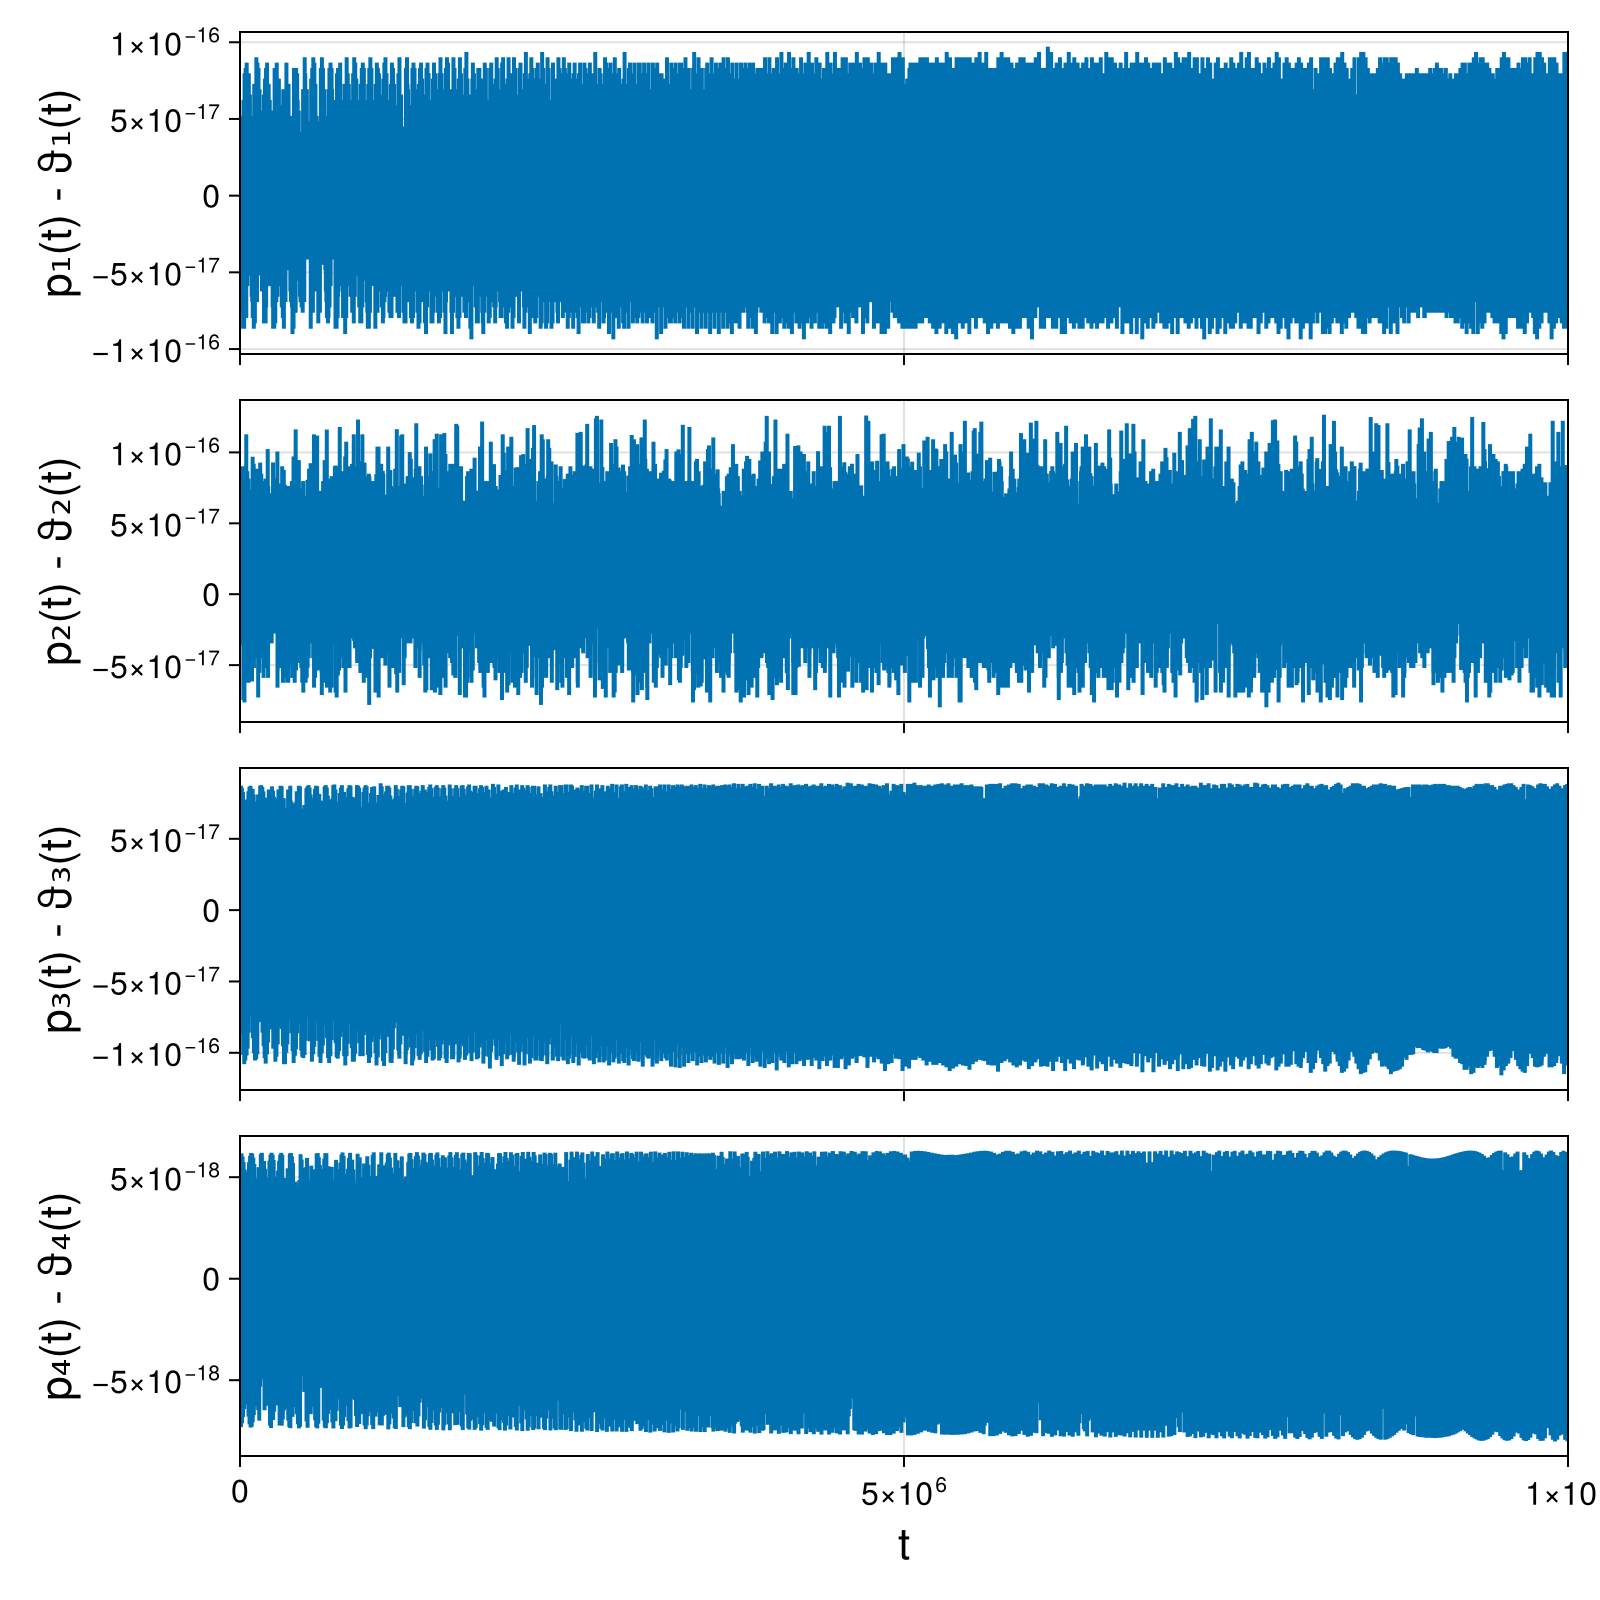 p₁(t) - ϑ₁(t)
1×10⁻¹⁶
5×10⁻¹⁷
0
−5×10⁻¹⁷
−1×10⁻¹⁶
p₂(t) - ϑ₂(t)
1×10⁻¹⁶
5×10⁻¹⁷
0
−5×10⁻¹⁷
p₃(t) - ϑ₃(t)
5×10⁻¹⁷
0
−5×10⁻¹⁷
−1×10⁻¹⁶
p₄(t) - ϑ₄(t)
5×10⁻¹⁸
0
−5×10⁻¹⁸
0 5×10⁶ 1×10
t